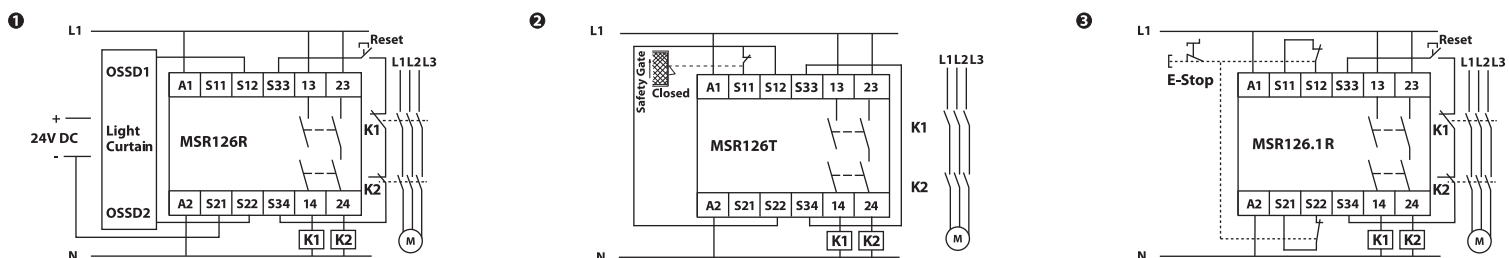 ❶
L1
Reset
OSSD1
L1L2L3
A1 S11 S12 S33 13 23
+
24V DC
-
Light
Curtain
MSR126R
K1
K2
OSSD2
A2 S21 S22 S34 14 24
K1 K2
M
N
❷
L1
Safety Gate
Closed
L1L2L3
A1 S11 S12 S33 13 23
MSR126T
K1
K2
A2 S21 S22 S34 14 24
K1 K2
M
N
❸
L1
Reset
E-Stop
L1L2L3
A1 S11 S12 S33 13 23
MSR126.1R
K1
K2
A2 S21 S22 S34 14 24
K1 K2
M
N